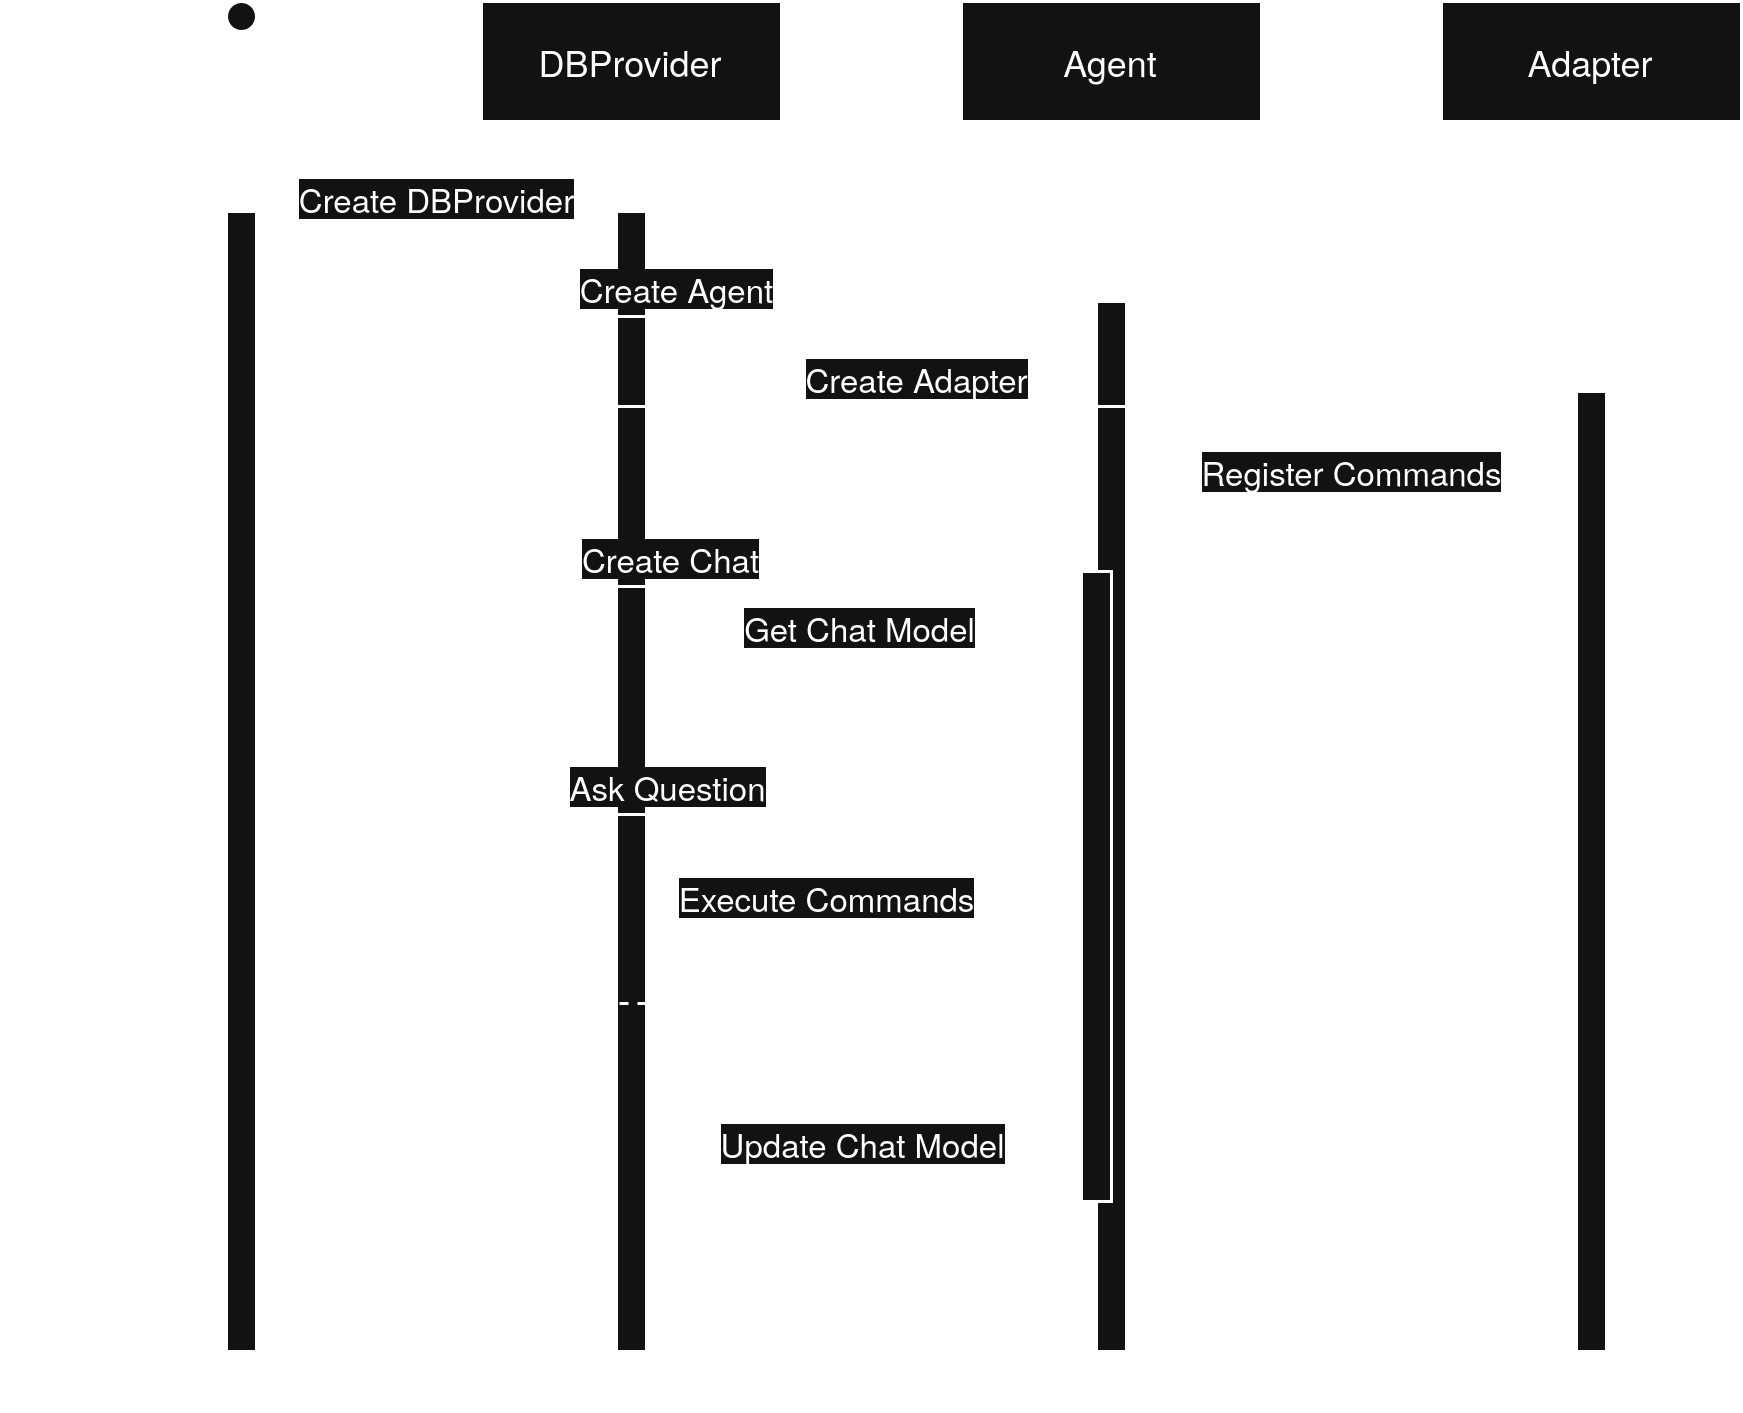 DBProvider
Agent
Adapter
Create DBProvider
Create Agent
Create Adapter
Register Commands
Create Chat
Get Chat Model
Ask Question
Execute Commands
Update Chat Model